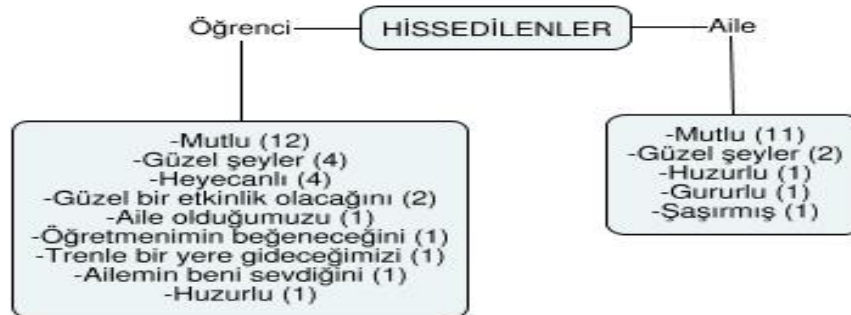 Öğrenci
HİSSEDİLENLER
Aile
-Mutlu (12)
-Güzel şeyler (4)
-Heyecanlı (4)
-Güzel bir etkinlik olacağını (2)
-Aile olduğumuzu (1)
-Öğretmenimin beğeneceğini (1)
-Trenle bir yere gideceğimizi (1)
-Ailemin beni sevdiğini (1)
-Huzurlu (1)
-Mutlu (11)
-Güzel şeyler (2)
-Huzurlu (1)
-Gururlu (1)
-Şaşırmış (1)